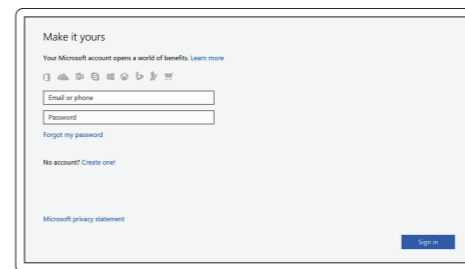 Make it yours
Your Microsoft account opens a world of benefits. Learn more
Email or phone
Password
Forgot my password
No account? Create one!
Microsoft privacy statement
Sign in